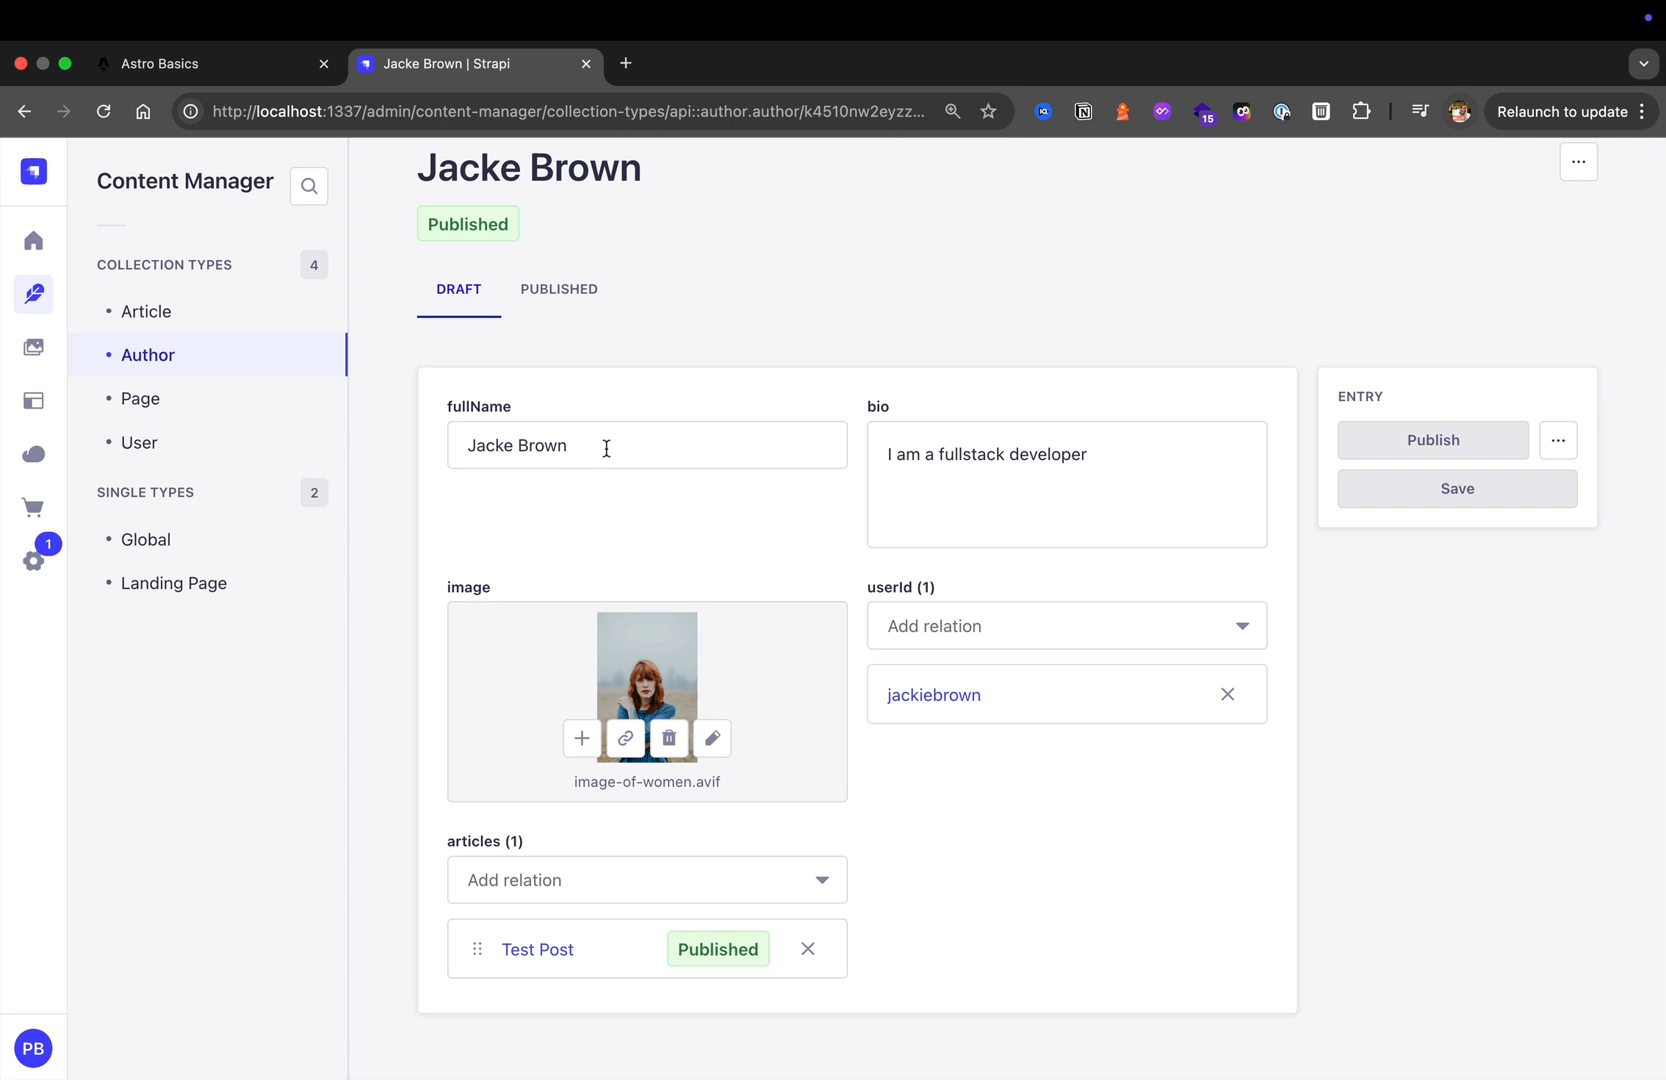 Astro Basics
Jacke Brown | Strapi
http://localhost:1337/admin/content-manager/collection-types/api::author.author/k4510nw2eyzz...
15
Relaunch to update
Content Manager
COLLECTION TYPES 4
Article
Author
Page
User
SINGLE TYPES 2
Global
Landing Page
1
PB
Jacke Brown
Published
DRAFT PUBLISHED
fullName
Jacke Brown
bio
I am a fullstack developer
image
image-of-women.avif
userId (1)
Add relation
jackiebrown
articles (1)
Add relation
Test Post Published
ENTRY
Publish
Save